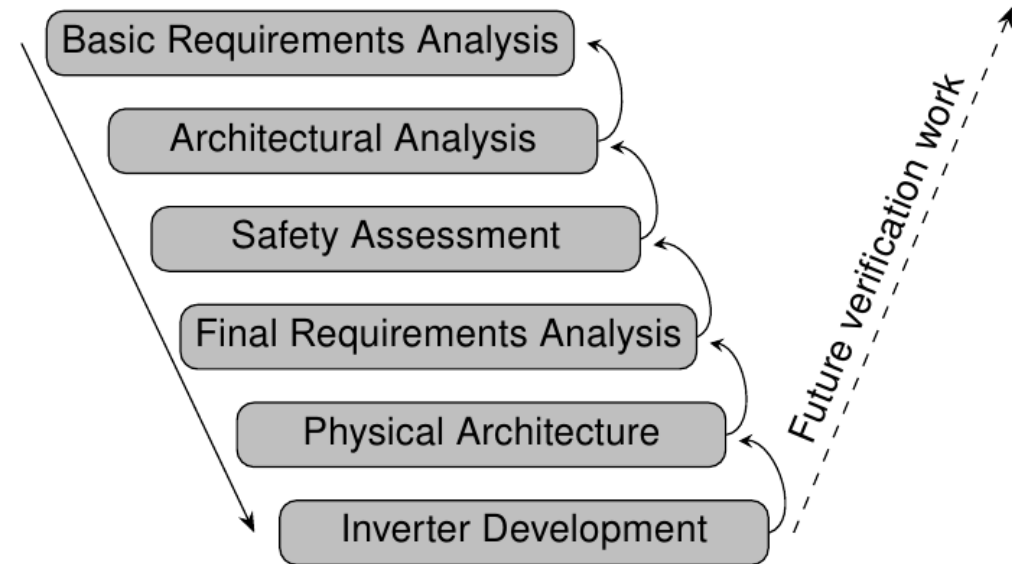 Basic Requirements Analysis
Architectural Analysis
Safety Assessment
Final Requirements Analysis
Physical Architecture
Inverter Development
Future verification work